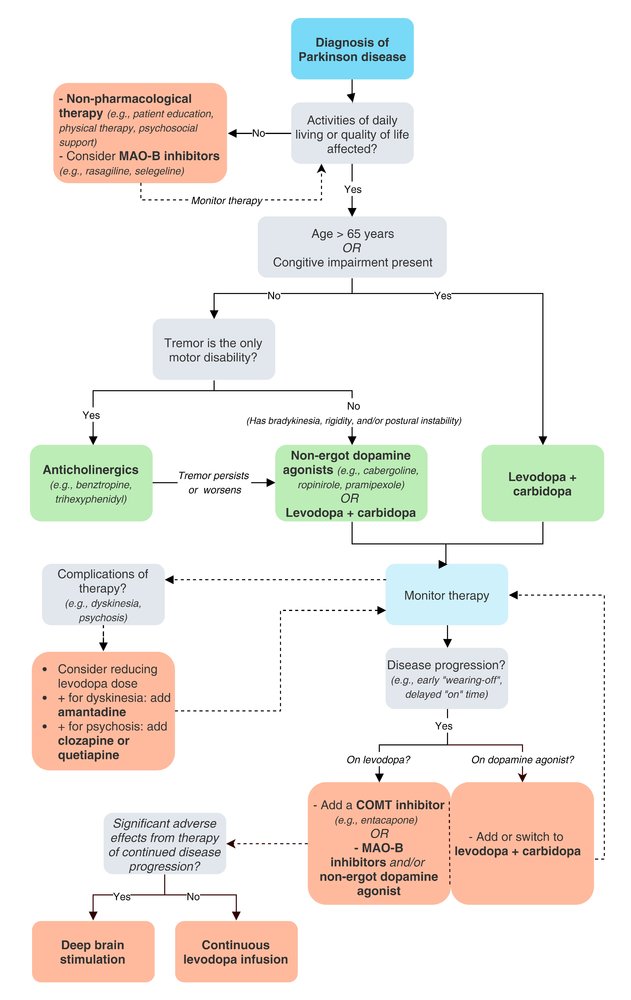 Diagnosis of
Parkinson disease
- Non-pharmacological
therapy (e.g., patient education,
physical therapy, psychosocial
support)
- Consider MAO-B inhibitors
(e.g., rasagiline, selegeline)
No
Activities of daily
living or quality of life
affected?
Monitor therapy
Yes
Age > 65 years
OR
Congitive impairment present
No
Yes
Tremor is the only
motor disability?
Yes
No
(Has bradykinesia, rigidity, and/or postural instability)
Anticholinergics
(e.g., benztropine,
trihexyphenidyl)
Tremor persists
or worsens
Non-ergot dopamine
agonists (e.g., cabergoline,
ropinirole, pramipexole)
OR
Levodopa + carbidopa
Levodopa +
carbidopa
Complications of
therapy?
(e.g., dyskinesia,
psychosis)
Monitor therapy
• Consider reducing
levodopa dose
• + for dyskinesia: add
amantadine
• + for psychosis: add
clozapine or
quetiapine
Disease progression?
(e.g., early "wearing-off",
delayed "on" time)
Yes
On levodopa?
On dopamine agonist?
- Add a COMT inhibitor
(e.g., entacapone)
OR
- MAO-B
inhibitors and/or
non-ergot dopamine
agonist
- Add or switch to
levodopa + carbidopa
Significant adverse
effects from therapy
of continued disease
progression?
Yes
No
Deep brain
stimulation
Continuous
levodopa infusion